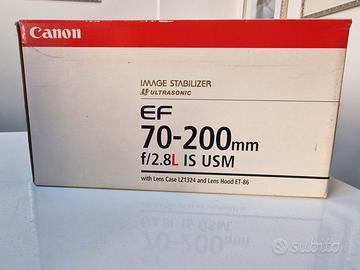 Canon
IMAGE STABILIZER
ULTRASONIC
EF
70-200mm
f/2.8L IS USM
with Lens Case LZ1324 and Lens Hood ET-86
subito.it